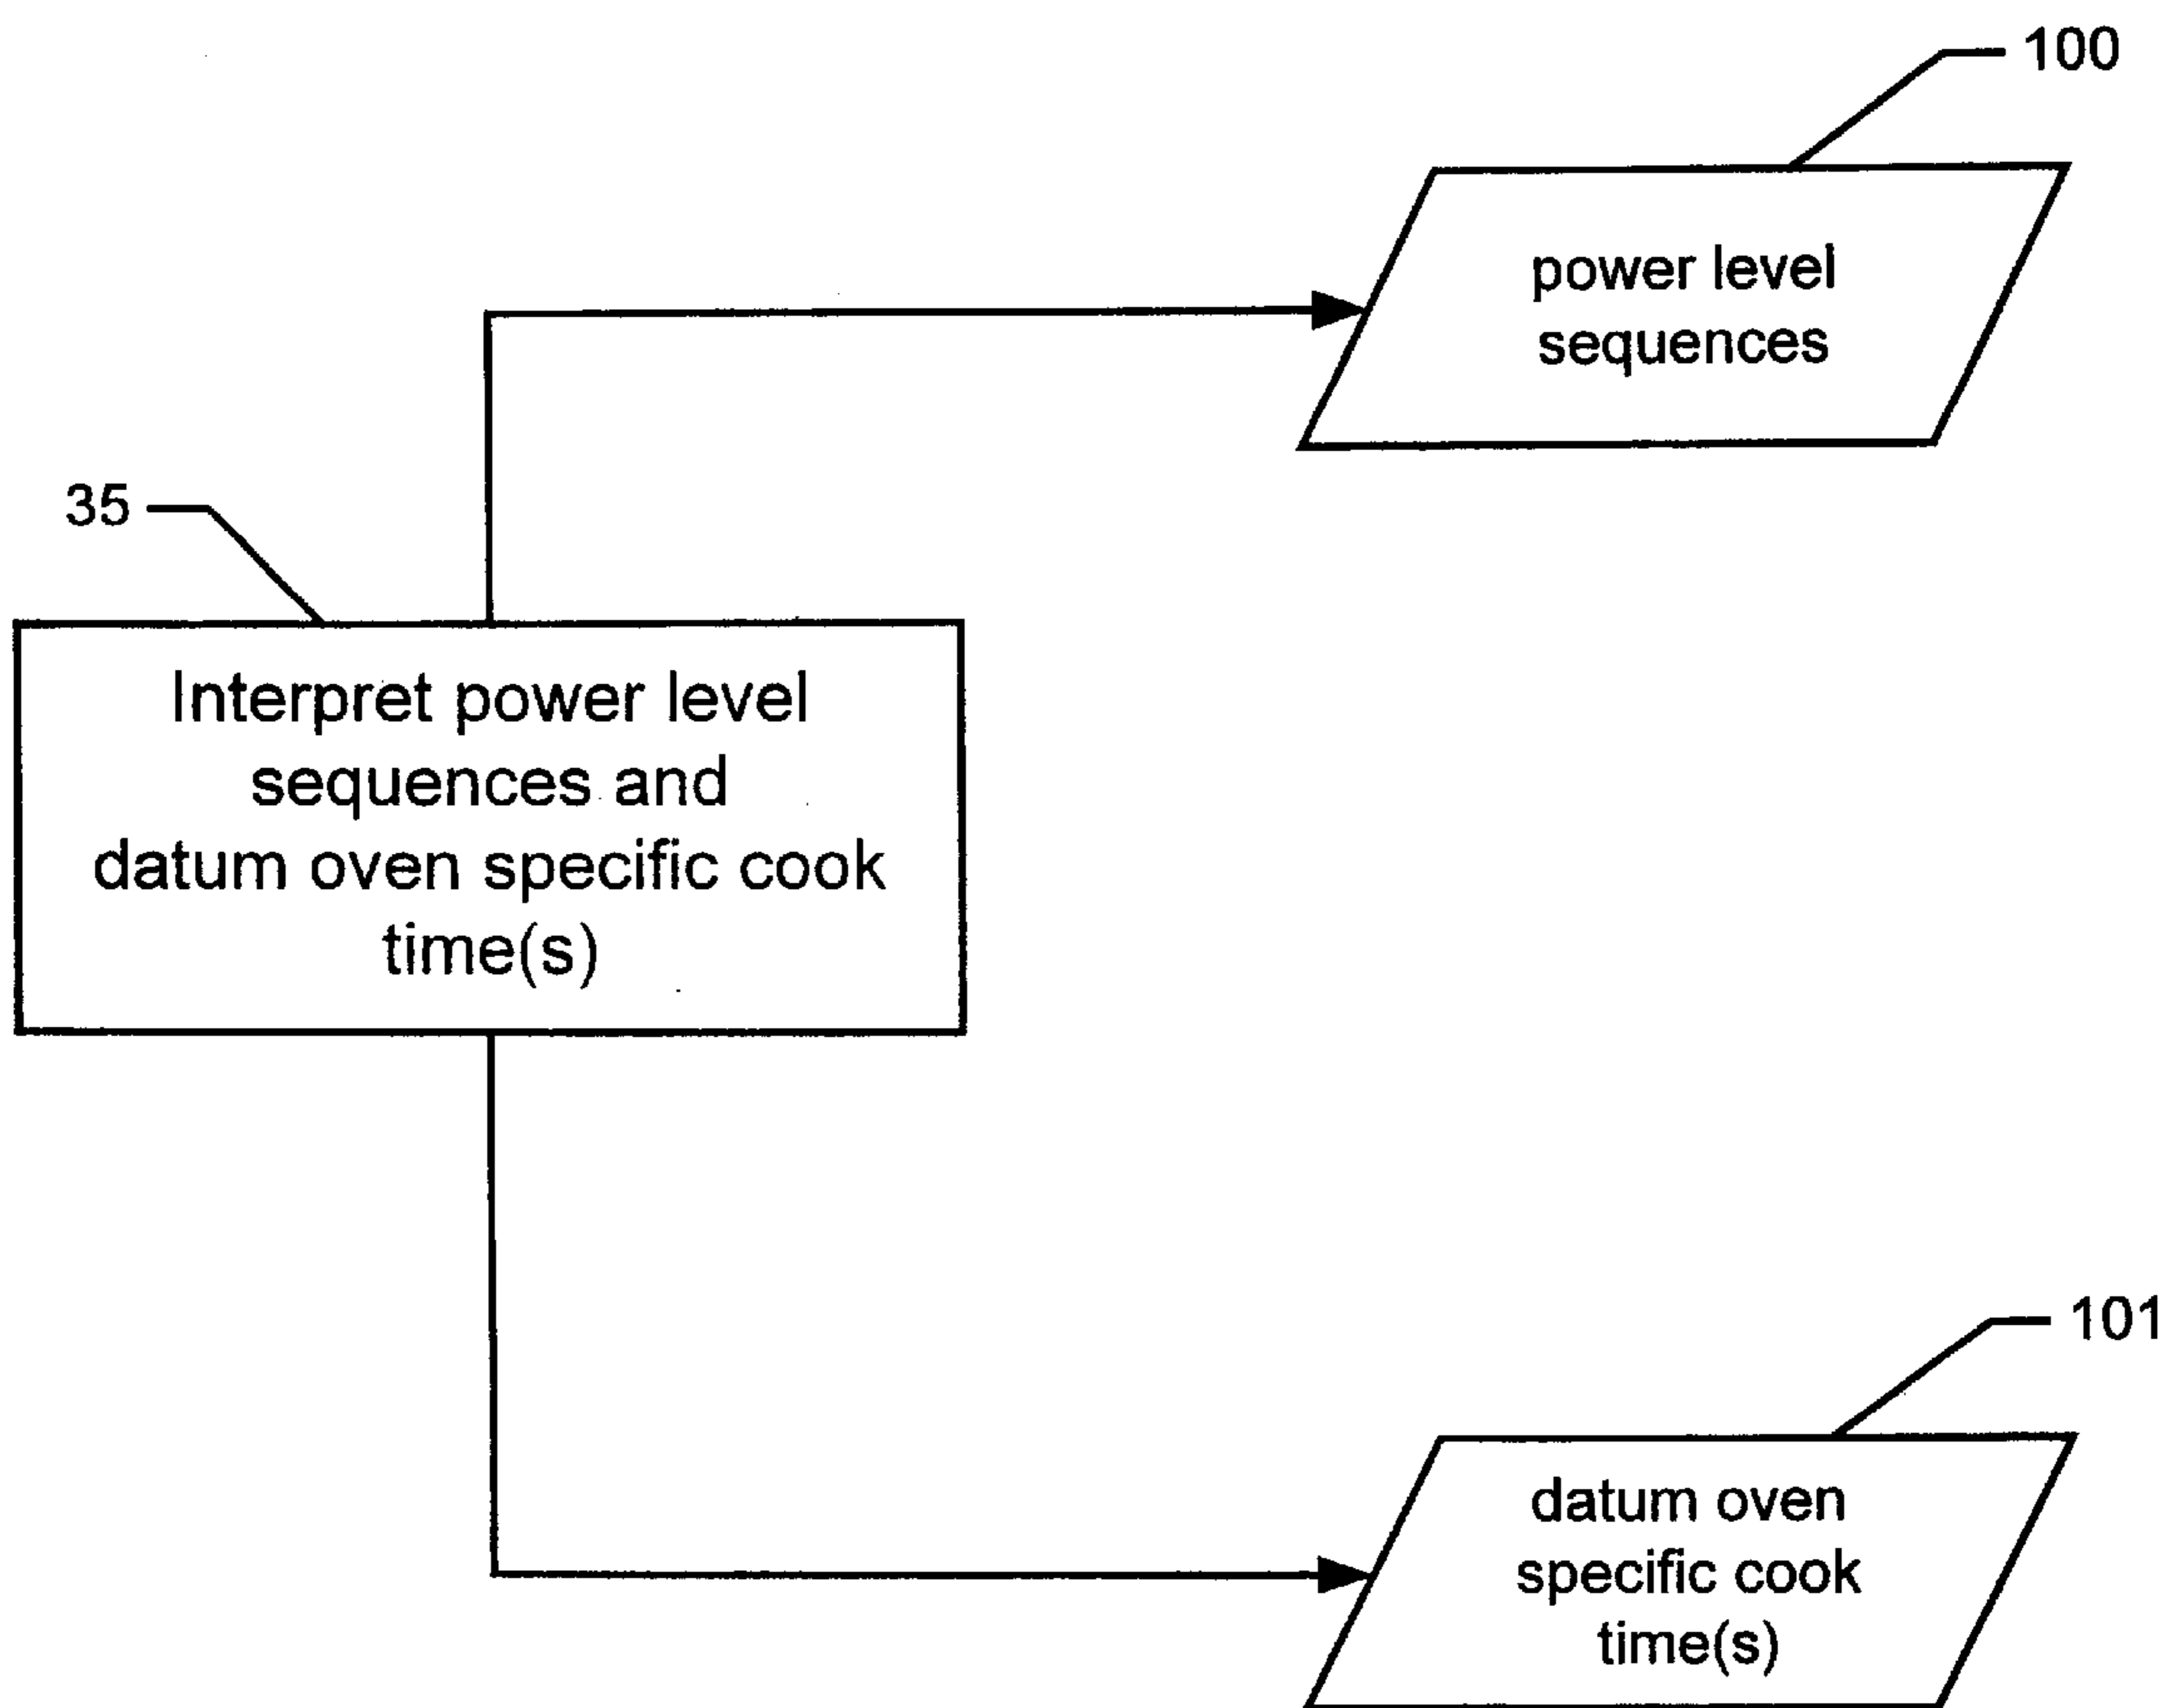 100
power level
sequences
35
Interpret power level
sequences and
datum oven specific cook
time(s)
101
datum oven
specific cook
time(s)